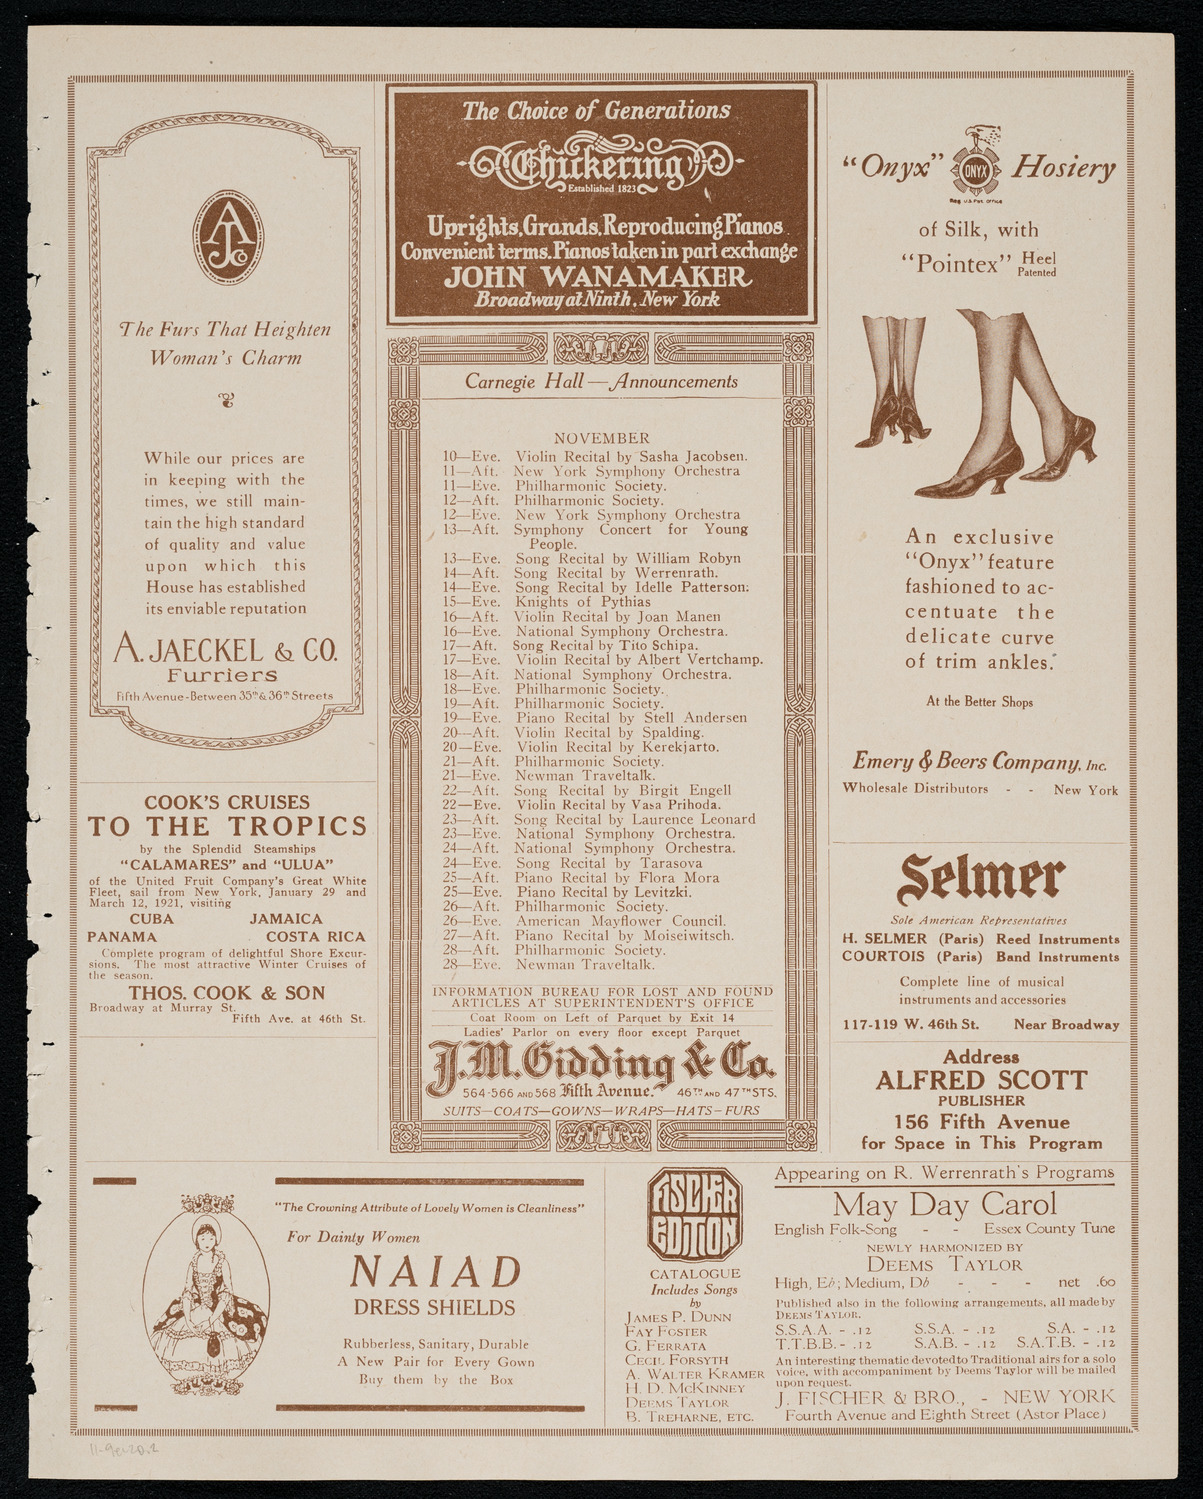 AJCo
The Furs That Heighten
Woman's Charm
While our prices are
in keeping with the
times, we still main-
tain the high standard
of quality and value
upon which this
House has established
its enviable reputation
A. JAECKEL & CO.
Furriers
Fifth Avenue - Between 35th & 36th Streets
COOK'S CRUISES
TO THE TROPICS
by the Splendid Steamships
"CALAMARES" and "ULUA"
of the United Fruit Company's Great White
Fleet, sail from New York, January 29 and
March 12, 1921, visiting
CUBA JAMAICA
PANAMA COSTA RICA
Complete program of delightful Shore Excur-
sions. The most attractive Winter Cruises of
the season.
THOS. COOK & SON
Broadway at Murray St.
Fifth Ave. at 46th St.
The Choice of Generations
Chickering
Established 1823
Uprights, Grands, Reproducing Pianos
Convenient terms. Pianos taken in part exchange
JOHN WANAMAKER
Broadway at Ninth, New York
Carnegie Hall—Announcements
NOVEMBER
10—Eve. Violin Recital by Sasha Jacobsen.
11—Aft. New York Symphony Orchestra
11—Eve. Philharmonic Society.
12—Aft. Philharmonic Society.
12—Eve. New York Symphony Orchestra
13—Aft. Symphony Concert for Young
People.
13—Eve. Song Recital by William Robyn
14—Aft. Song Recital by Werrenrath.
14—Eve. Song Recital by Idelle Patterson.
15—Eve. Knights of Pythias
16—Aft. Violin Recital by Joan Manen
16—Eve. National Symphony Orchestra.
17—Aft. Song Recital by Tito Schipa.
17—Eve. Violin Recital by Albert Vertchamp.
18—Aft. National Symphony Orchestra.
18—Eve. Philharmonic Society.
19—Aft. Philharmonic Society.
19—Eve. Piano Recital by Stell Andersen
20—Aft. Violin Recital by Spalding.
20—Eve. Violin Recital by Kerekjarto.
21—Aft. Philharmonic Society.
21—Eve. Newman Traveltalk.
22—Aft. Song Recital by Birgit Engell
22—Eve. Violin Recital by Vasa Prihoda.
23—Aft. Song Recital by Laurence Leonard
23—Eve. National Symphony Orchestra.
24—Aft. National Symphony Orchestra.
24—Eve. Song Recital by Tarasova
25—Aft. Piano Recital by Flora Mora
25—Eve. Piano Recital by Levitzki.
26—Aft. Philharmonic Society.
26—Eve. American Mayflower Council.
27—Aft. Piano Recital by Moiseiwitsch.
28—Aft. Philharmonic Society.
28—Eve. Newman Traveltalk.
INFORMATION BUREAU FOR LOST AND FOUND
ARTICLES AT SUPERINTENDENT'S OFFICE
Coat Room on Left of Parquet by Exit 14
Ladies' Parlor on every floor except Parquet
J.M. Gidding & Co.
564-566 AND 568 Fifth Avenue. 46TH AND 47TH STS.
SUITS—COATS—GOWNS—WRAPS—HATS—FURS
"Onyx" ONYX Hosiery
Reg. U.S. Pat. Office
of Silk, with
"Pointex" Heel
Patented
An exclusive
"Onyx" feature
fashioned to ac-
centuate the
delicate curve
of trim ankles.
At the Better Shops
Emery & Beers Company, Inc.
Wholesale Distributors - - New York
Selmer
Sole American Representatives
H. SELMER (Paris) Reed Instruments
COURTOIS (Paris) Band Instruments
Complete line of musical
instruments and accessories
117-119 W. 46th St. Near Broadway
Address
ALFRED SCOTT
PUBLISHER
156 Fifth Avenue
for Space in This Program
"The Crowning Attribute of Lovely Women is Cleanliness"
For Dainty Women
NAIAD
DRESS SHIELDS
Rubberless, Sanitary, Durable
A New Pair for Every Gown
Buy them by the Box
FISCHER
EDITION
CATALOGUE
Includes Songs
by
JAMES P. DUNN
FAY FOSTER
G. FERRATA
CECIL FORSYTH
A. WALTER KRAMER
H. D. MCKINNEY
DEEMS TAYLOR
B. TREHARNE, ETC.
Appearing on R. Werrenrath's Programs
May Day Carol
English Folk-Song - - Essex County Tune
NEWLY HARMONIZED BY
DEEMS TAYLOR
High, E♭; Medium, D♭ - - - net .60
Published also in the following arrangements, all made by
DEEMS TAYLOR.
S.S.A.A. - .12 S.S.A. - .12 S.A. - .12
T.T.B.B. - .12 S.A.B. - .12 S.A.T.B. - .12
An interesting thematic devoted to Traditional airs for a solo
voice, with accompaniment by Deems Taylor will be mailed
upon request.
J. FISCHER & BRO., - NEW YORK
Fourth Avenue and Eighth Street (Astor Place)